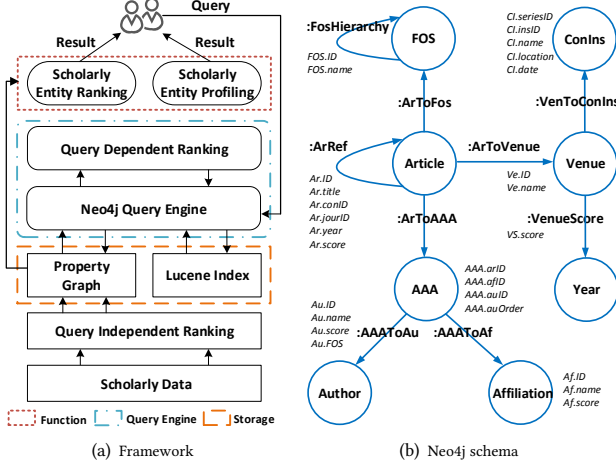 Query
Result
Result
Scholarly
Entity Ranking
Scholarly
Entity Profiling
Query Dependent Ranking
Neo4j Query Engine
Property
Graph
Lucene Index
Query Independent Ranking
Scholarly Data
Function
Query Engine
Storage
(a) Framework
:FosHierarchy
FOS
FOS.ID
FOS.name
CI.seriesID
CI.insID
CI.name
CI.location
CI.date
ConIns
:ArToFos
:VenToConIns
:ArRef
Article
:ArToVenue
Venue
Ar.ID
Ar.title
Ar.conID
Ar.jourID
Ar.year
Ar.score
Ve.ID
Ve.name
:ArToAAA
:VenueScore
VS.score
AAA
AAA.arID
AAA.afID
AAA.auID
AAA.auOrder
Year
Au.ID
Au.name
Au.score
Au.FOS
:AAAToAu
:AAAToAf
Author
Affiliation
Af.ID
Af.name
Af.score
(b) Neo4j schema